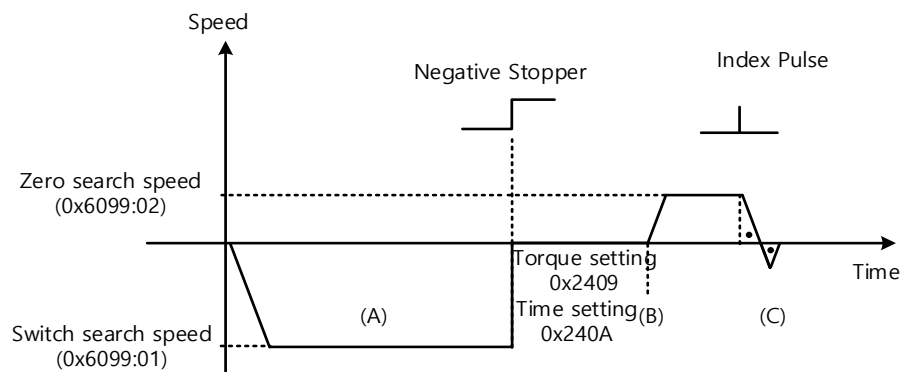 Speed
Negative Stopper
Index Pulse
Zero search speed
(0x6099:02)
Torque setting
0x2409
Time
(A)
Time setting
(B)
(C)
0x240A
Switch search speed
(0x6099:01)